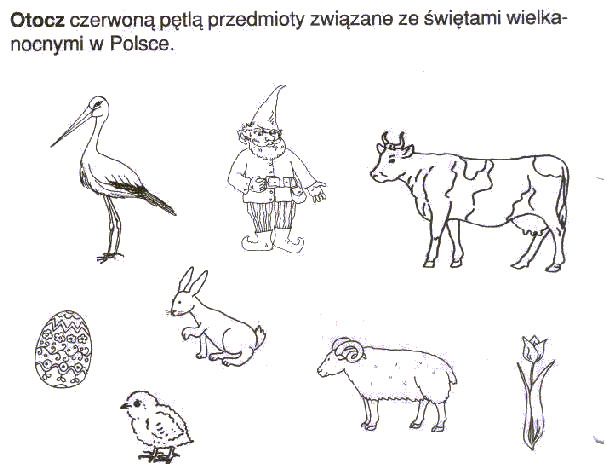 Otocz czerwoną pętlą przedmioty związane ze świętami wielka-
nocnymi w Polsce.